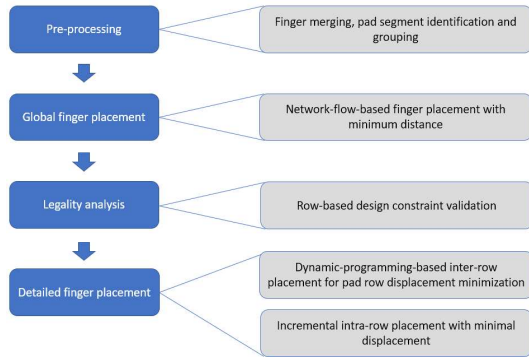 Pre-processing
Finger merging, pad segment identification and
grouping
Global finger placement
Network-flow-based finger placement with
minimum distance
Legality analysis
Row-based design constraint validation
Detailed finger placement
Dynamic-programming-based inter-row
placement for pad row displacement minimization
Incremental intra-row placement with minimal
displacement